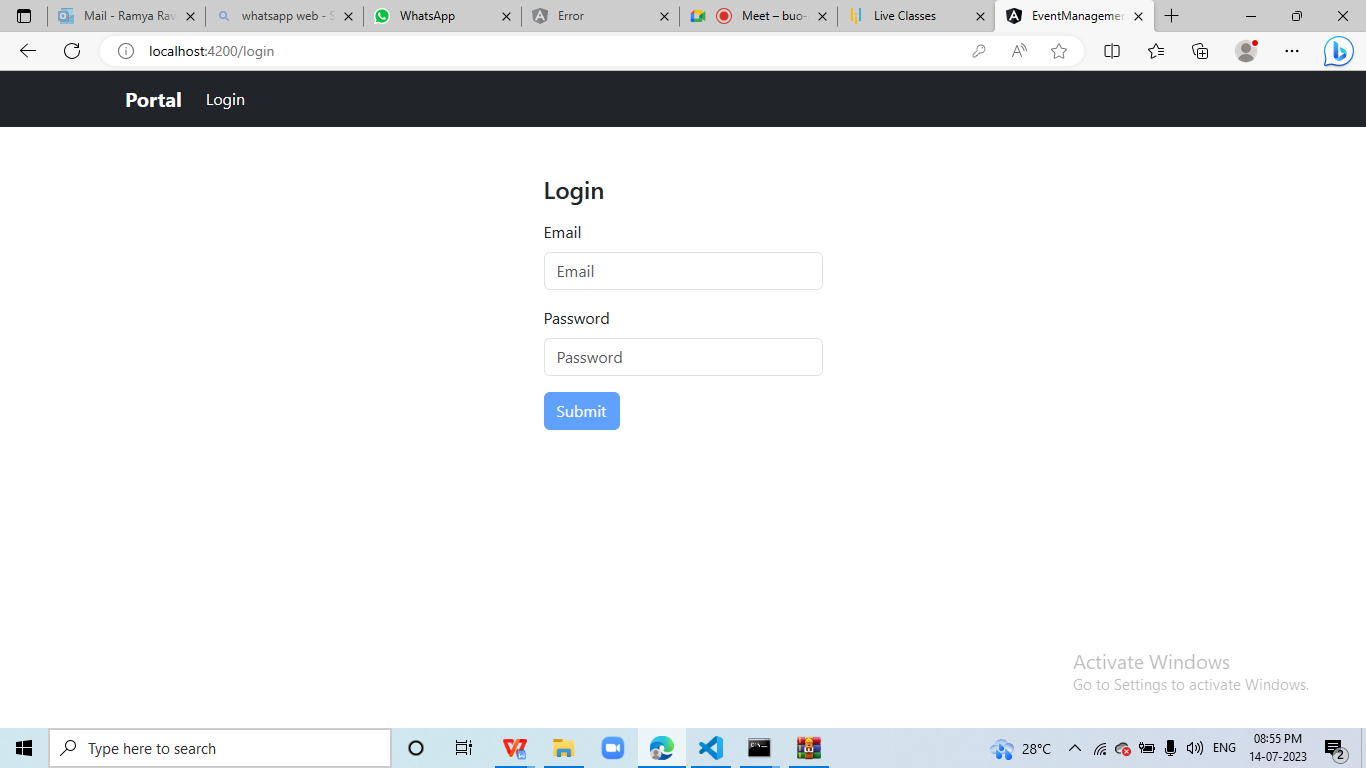 Mail - Ramya Rav
whatsapp web - S
WhatsApp
Error
Meet – buo-
Live Classes
EventManagemen
localhost:4200/login
Portal
Login
Login
Email
Email
Password
Password
Submit
Activate Windows
Go to Settings to activate Windows.
Type here to search
28°C
ENG
08:55 PM
14-07-2023
2